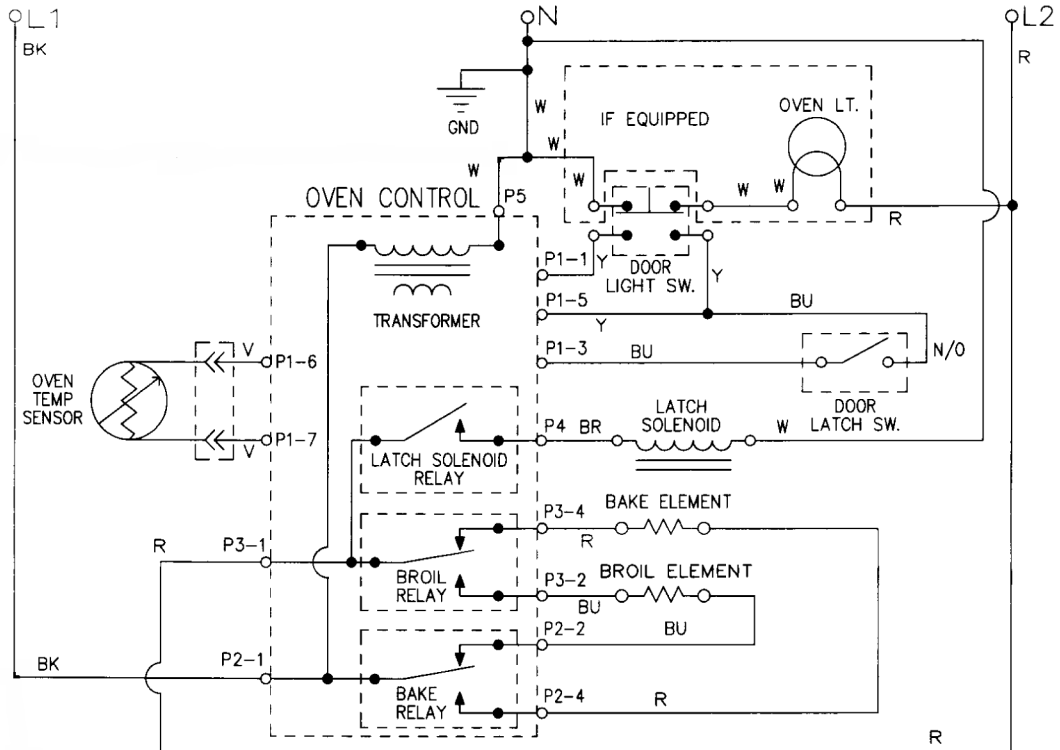 L1
N
L2
BK
R
GND
W
W
W
W
IF EQUIPPED
OVEN LT.
W
W
R
OVEN CONTROL
P5
P1-1
Y
DOOR
LIGHT SW.
Y
TRANSFORMER
P1-5
Y
BU
P1-3
BU
N/O
DOOR
LATCH SW.
OVEN
TEMP
SENSOR
V
P1-6
V
P1-7
LATCH SOLENOID
RELAY
P4
BR
LATCH
SOLENOID
W
P3-4
R
BAKE ELEMENT
R
P3-1
BROIL
RELAY
P3-2
BU
BROIL ELEMENT
P2-2
BU
BK
P2-1
BAKE
RELAY
P2-4
R
R